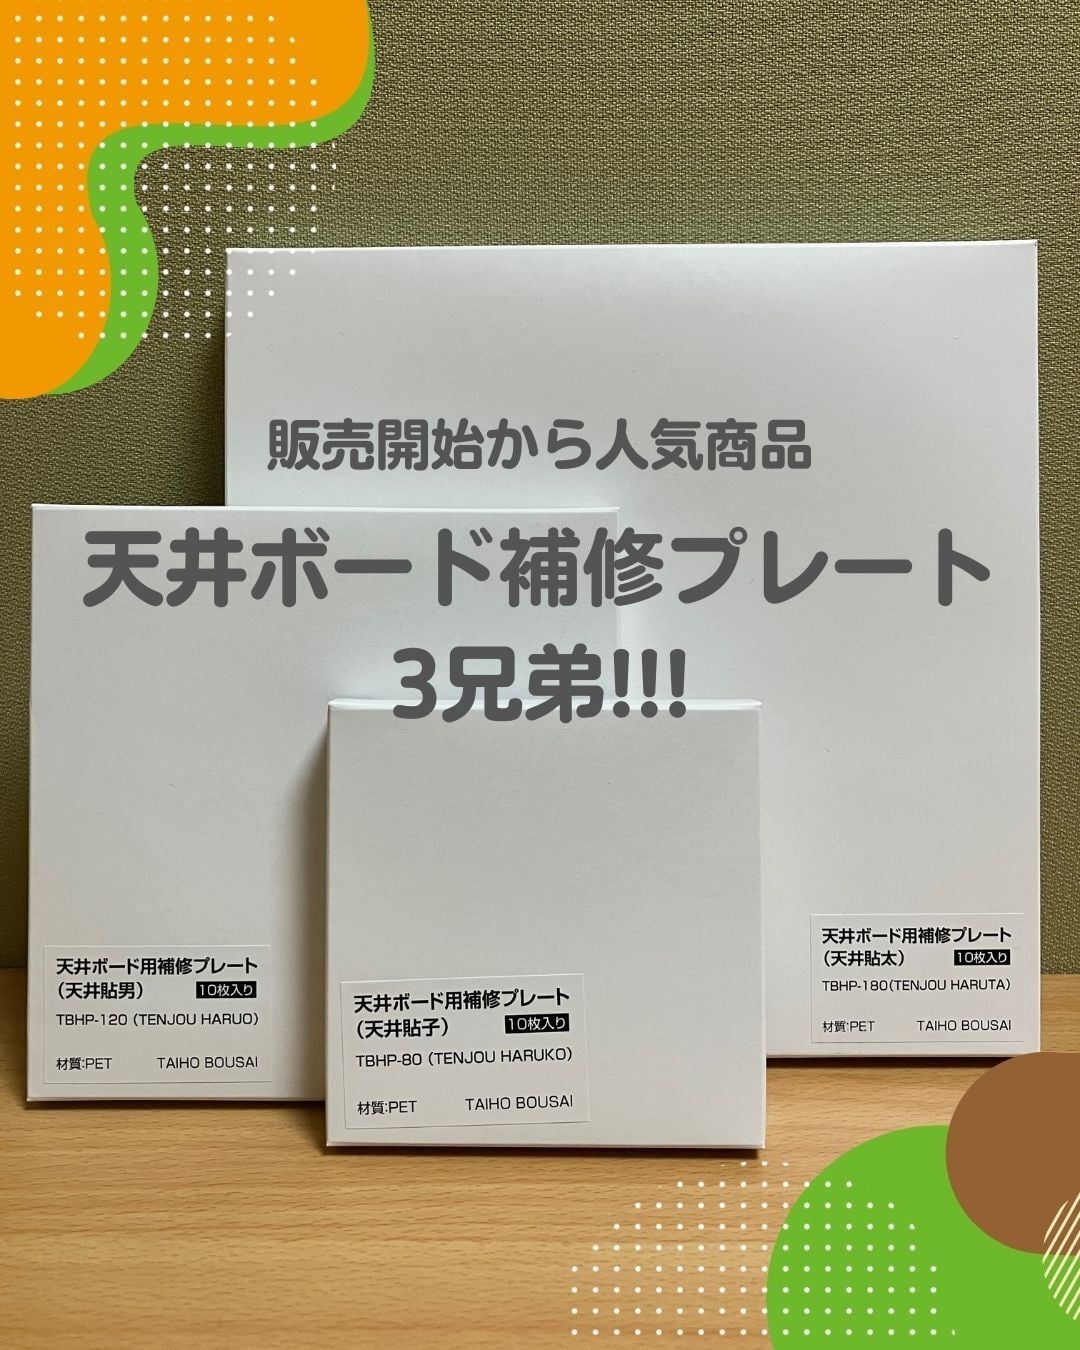 販売開始から人気商品
天井ボード補修プレート
3兄弟!!!
天井ボード用補修プレート
(天井貼男) 10枚入り
TBHP-120 (TENJOU HARUO)
材質:PET TAIHO BOUSAI
天井ボード用補修プレート
(天井貼子) 10枚入り
TBHP-80 (TENJOU HARUKO)
材質:PET TAIHO BOUSAI
天井ボード用補修プレート
(天井貼太) 10枚入り
TBHP-180(TENJOU HARUTA)
材質:PET TAIHO BOUSAI